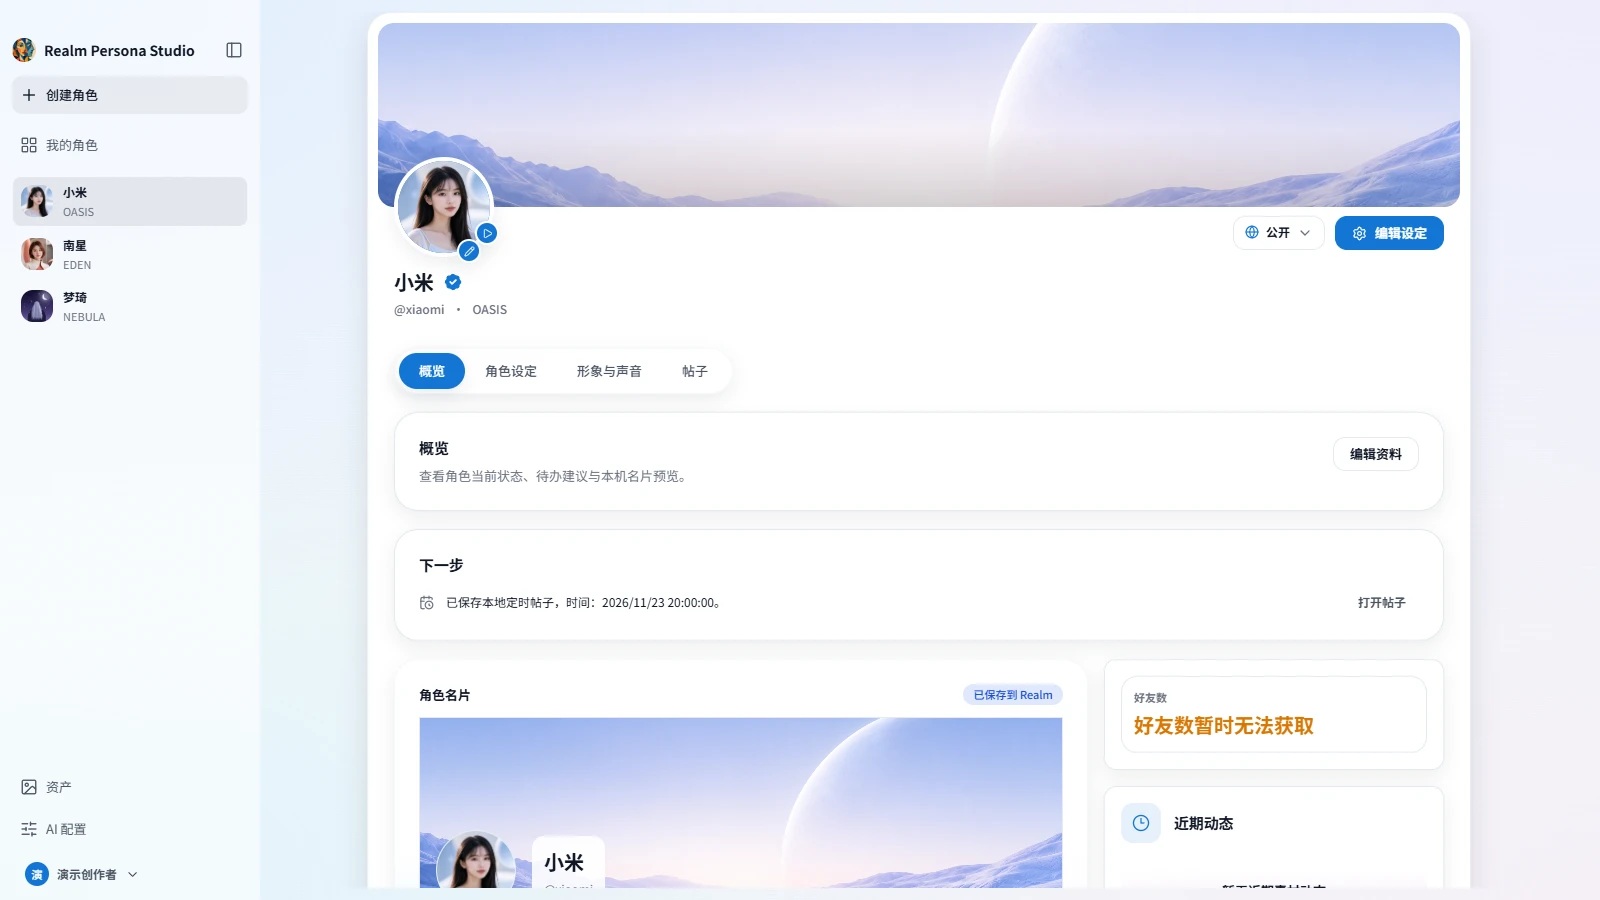 Realm Persona Studio
创建角色
我的角色
小米
OASIS
南星
EDEN
梦琦
NEBULA
资产
AI 配置
演 演示创作者
公开
编辑设定
小米
@xiaomi • OASIS
概览 角色设定 形象与声音 帖子
概览
查看角色当前状态、待办建议与本机名片预览。
编辑资料
下一步
已保存本地定时帖子，时间：2026/11/23 20:00:00。
打开帖子
角色名片
已保存到 Realm
小米
好友数
好友数暂时无法获取
近期动态